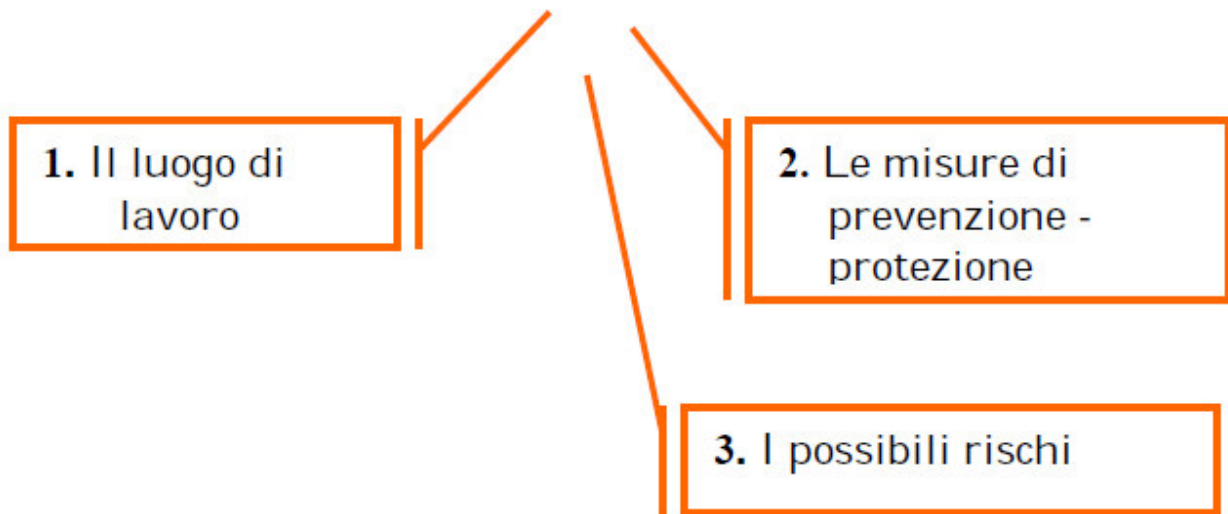 1. Il luogo di
lavoro
2. Le misure di
prevenzione -
protezione
3. I possibili rischi